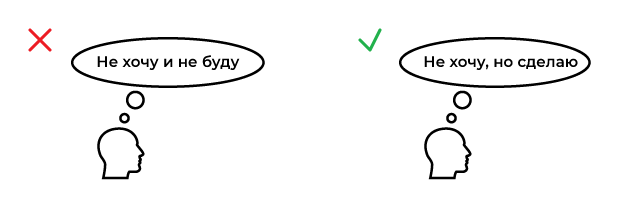 Не хочу и не буду
Не хочу, но сделаю